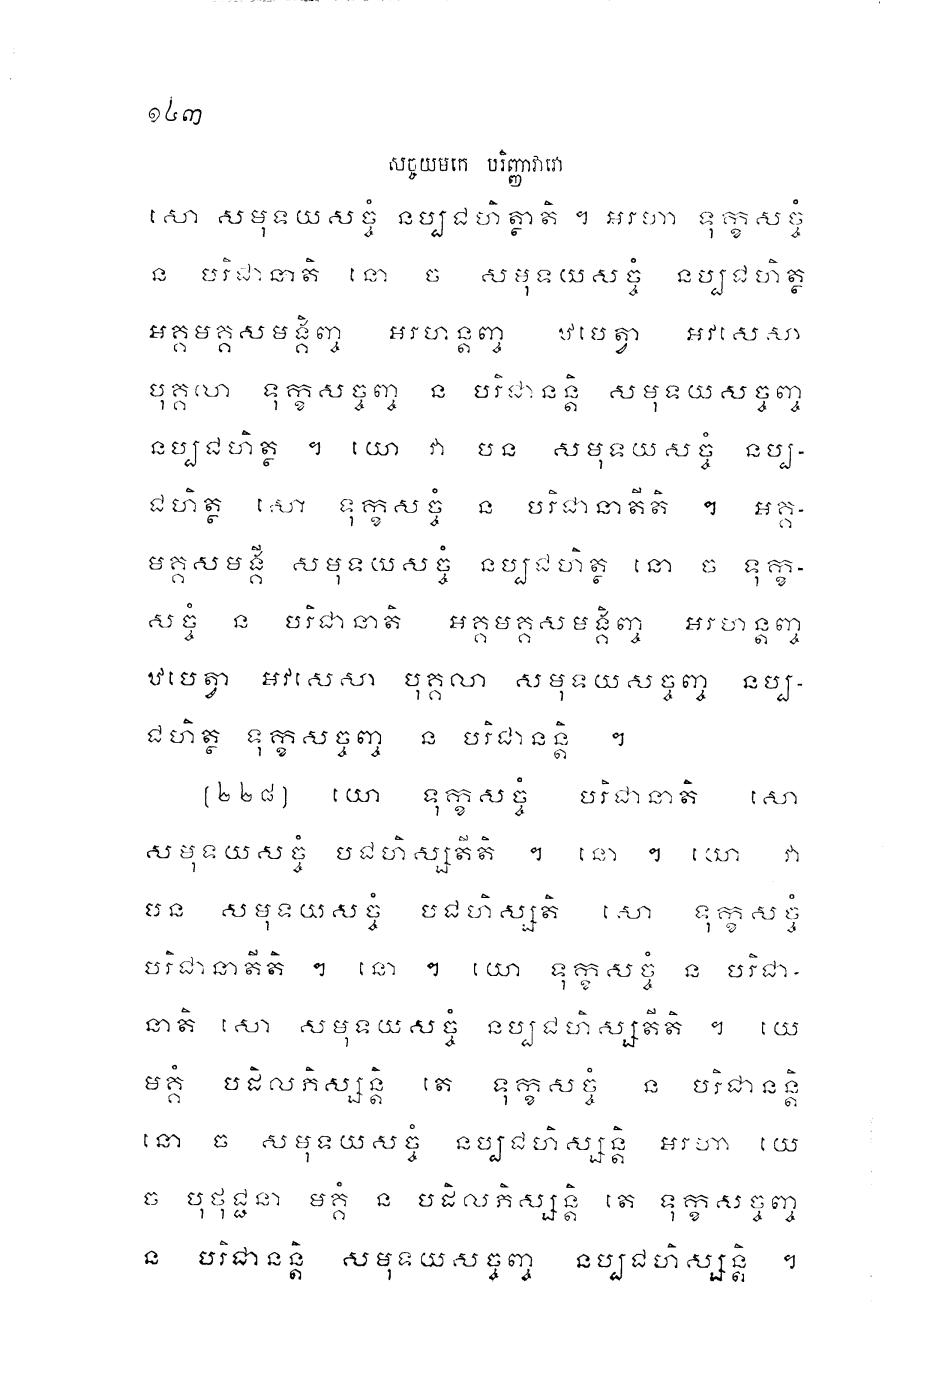 ១៤៣
សច្ចយមកេ បរិញ្ញាវារោ
សោ សមុទយសច្ចំ នប្បជហិត្ថាតិ ។ អរហា ទុក្ខសច្ចំ
ន បរិជានាតិ នោ ច សមុទយសច្ចំ នប្បជហិត្ថ
អគ្គមគ្គសមង្គិញ្ច អរហន្តញ្ច ឋបេត្វា អវសេសា
បុគ្គលោ ទុក្ខសច្ចញ្ច ន បរិជានន្តិ សមុទយសច្ចញ្ច
នប្បជហិត្ថ ។ យោ វា បន សមុទយសច្ចំ នប្ប-
ជហិត្ថ សោ ទុក្ខសច្ចំ ន បរិជានាតីតិ ។ អគ្គ-
មគ្គសមង្គី សមុទយសច្ចំ នប្បជហិត្ថ នោ ច ទុក្ខ-
សច្ចំ ន បរិជានាតិ អគ្គមគ្គសមង្គិញ្ច អរហន្តញ្ច
ឋបេត្វា អវសេសា បុគ្គលា សមុទយសច្ចញ្ច នប្ប-
ជហិត្ថ ទុក្ខសច្ចញ្ច ន បរិជានន្តិ ។
[២២៨] យោ ទុក្ខសច្ចំ បរិជានាតិ សោ
សមុទយសច្ចំ បជហិស្សតីតិ ។ នោ ។ យោ វា
បន សមុទយសច្ចំ បជហិស្សតិ សោ ទុក្ខសច្ចំ
បរិជានាតីតិ ។ នោ ។ យោ ទុក្ខសច្ចំ ន បរិជា-
នាតិ សោ សមុទយសច្ចំ នប្បជហិស្សតីតិ ។ យេ
មគ្គំ បដិលភិស្សន្តិ តេ ទុក្ខសច្ចំ ន បរិជានន្តិ
នោ ច សមុទយសច្ចំ នប្បជហិស្សន្តិ អរហា យេ
ច បុថុជ្ជនា មគ្គំ ន បដិលភិស្សន្តិ តេ ទុក្ខសច្ចញ្ច
ន បរិជានន្តិ សមុទយសច្ចញ្ច នប្បជហិស្សន្តិ ។